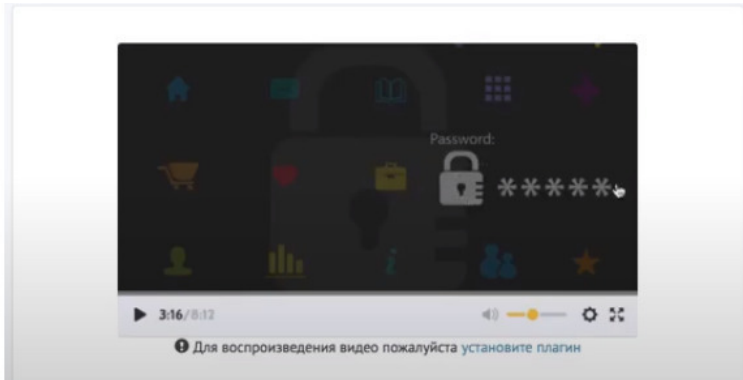 Password:
*****
3:16/8:12
Для воспроизведения видео пожалуйста установите плагин